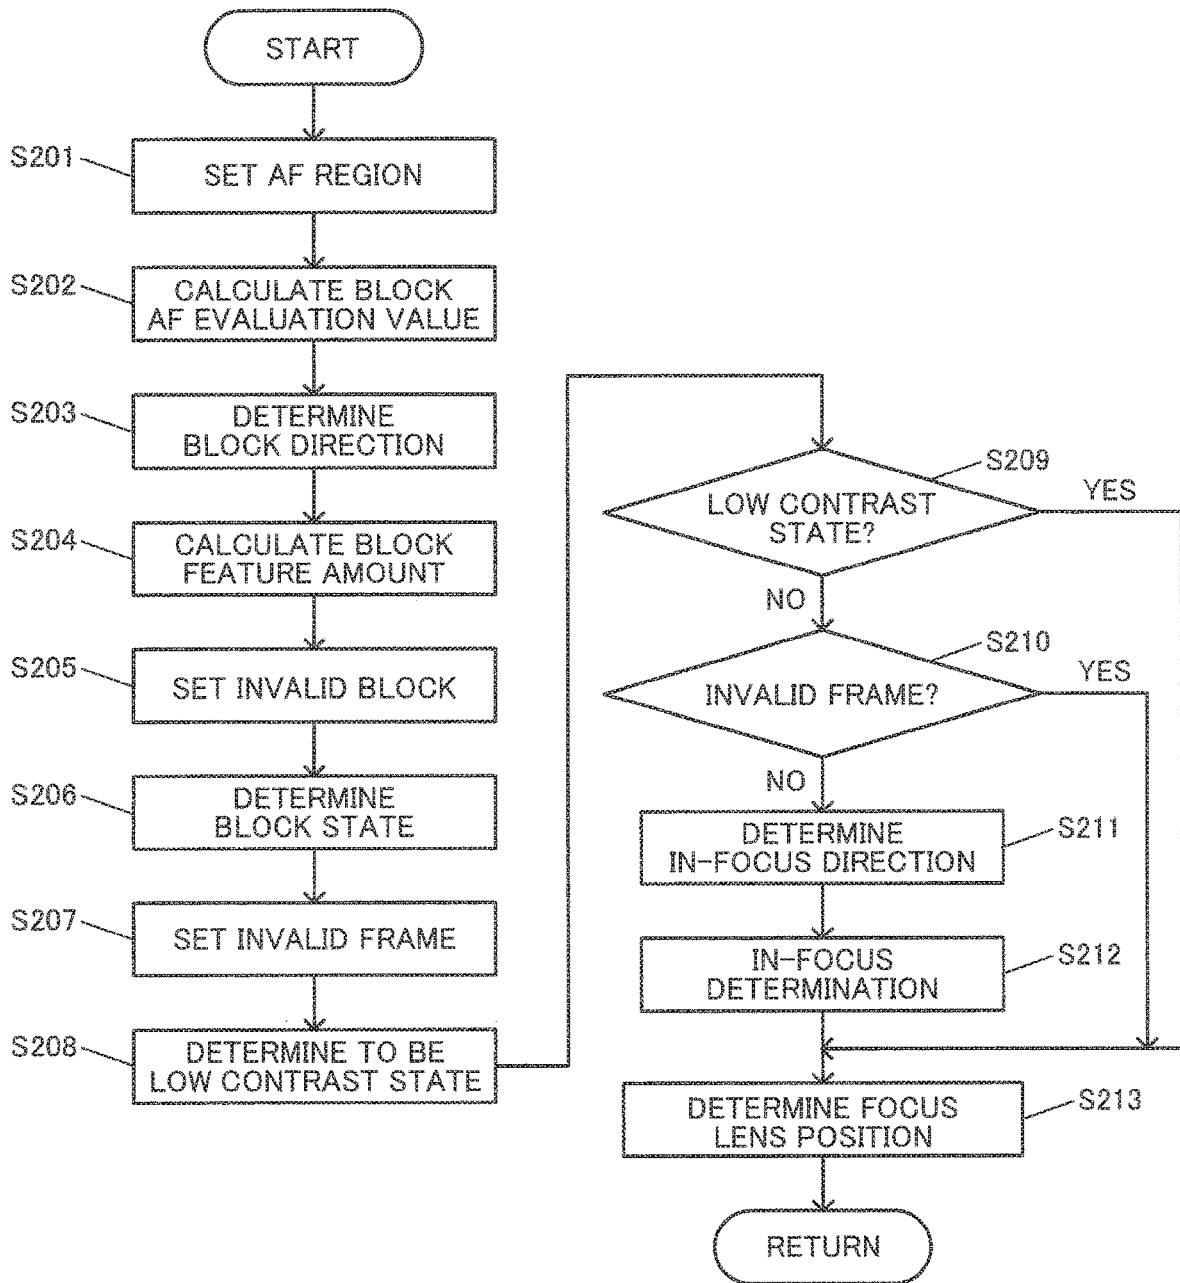 START
S201
SET AF REGION
S202
CALCULATE BLOCK
AF EVALUATION VALUE
S203
DETERMINE
BLOCK DIRECTION
S204
CALCULATE BLOCK
FEATURE AMOUNT
S205
SET INVALID BLOCK
S206
DETERMINE
BLOCK STATE
S207
SET INVALID FRAME
S208
DETERMINE TO BE
LOW CONTRAST STATE
S209
LOW CONTRAST
STATE?
YES
NO
S210
INVALID FRAME?
YES
NO
S211
DETERMINE
IN-FOCUS DIRECTION
S212
IN-FOCUS
DETERMINATION
S213
DETERMINE FOCUS
LENS POSITION
RETURN